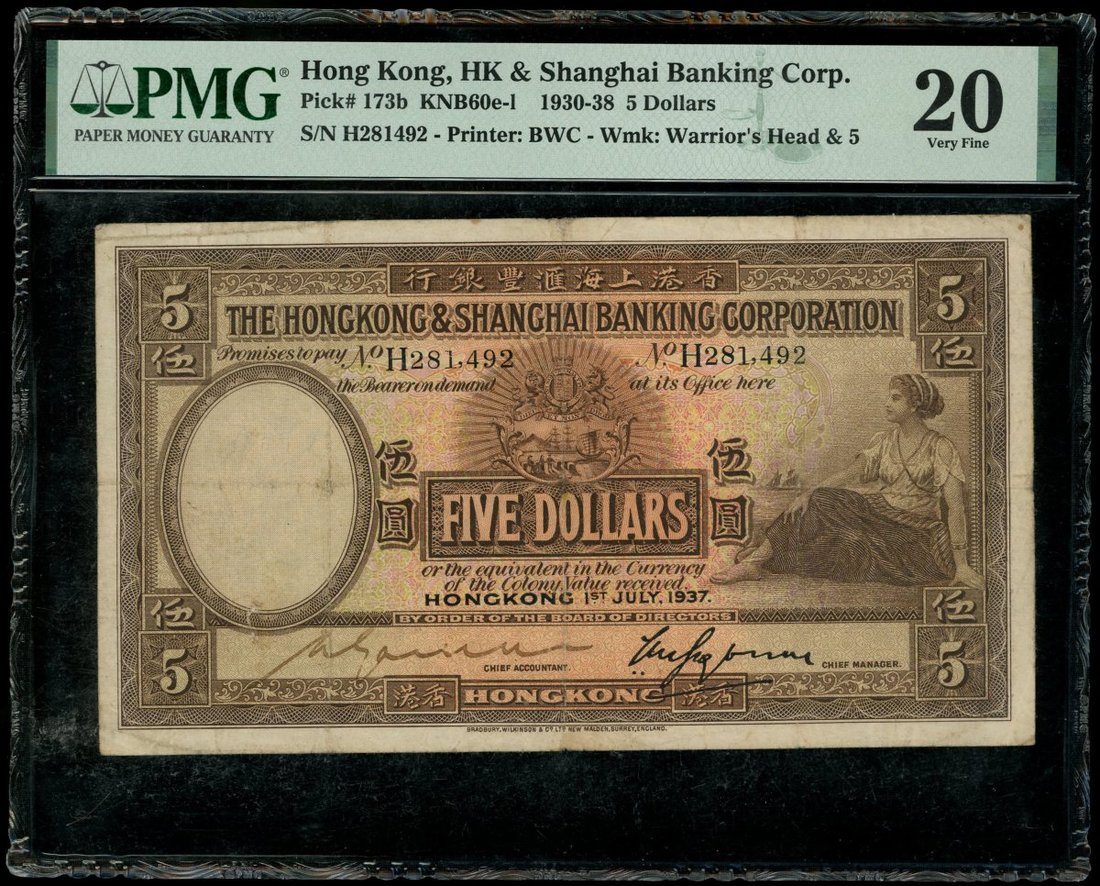 PMG®
PAPER MONEY GUARANTY
Hong Kong, HK & Shanghai Banking Corp.
Pick# 173b KNB60e-l 1930-38 5 Dollars
S/N H281492 - Printer: BWC - Wmk: Warrior's Head & 5
20
Very Fine
行銀豐滙海上港香
5 5
THE HONGKONG & SHANGHAI BANKING CORPORATION
伍 伍
Promises to pay No. H281,492 No. H281,492
the Bearer on demand at its Office here
伍圓 伍圓
FIVE DOLLARS
or the equivalent in the Currency
of the Colony, Value received.
HONGKONG 1ST JULY, 1937.
伍 伍
BY ORDER OF THE BOARD OF DIRECTORS
5 5
CHIEF ACCOUNTANT. CHIEF MANAGER.
港香 HONGKONG 港香
BRADBURY, WILKINSON & Co. LTD NEW MALDEN, SURREY, ENGLAND.